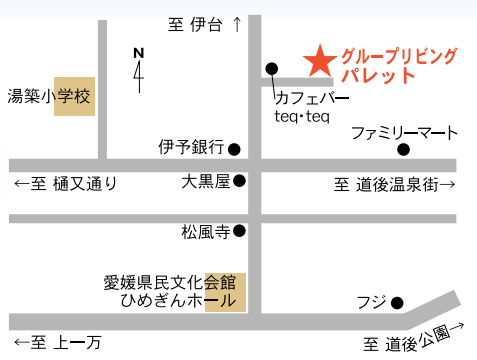 至 伊台 ↑
N
グループリビング
パレット
湯築小学校
カフェバー
teq・teq
ファミリーマート
伊予銀行
←至 樋又通り
大黒屋
至 道後温泉街→
松風寺
愛媛県民文化会館
ひめぎんホール
フジ
←至 上一万
至 道後公園→